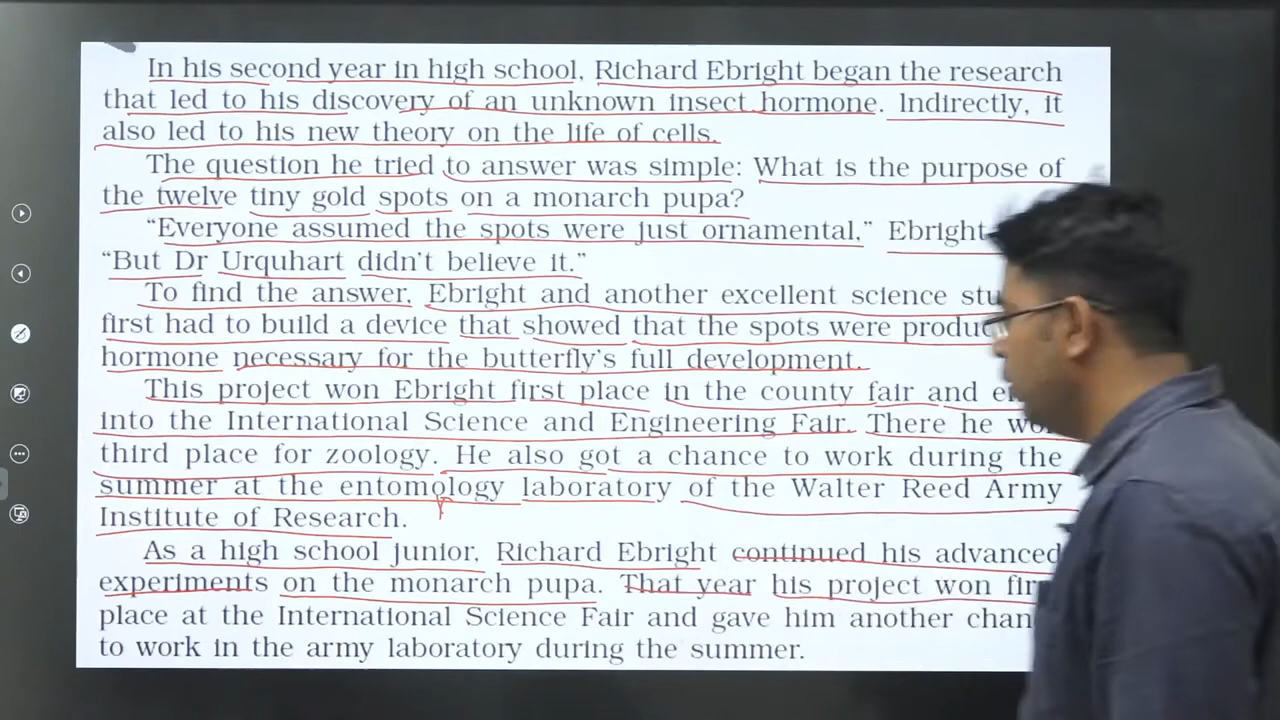 In his second year in high school, Richard Ebright began the research
that led to his discovery of an unknown insect hormone. Indirectly, it
also led to his new theory on the life of cells.
The question he tried to answer was simple: What is the purpose of
the twelve tiny gold spots on a monarch pupa?
“Everyone assumed the spots were just ornamental,” Ebright
“But Dr Urquhart didn't believe it.”
To find the answer, Ebright and another excellent science
first had to build a device that showed that the spots were
hormone necessary for the butterfly's full development.
This project won Ebright first place in the county fair and
into the International Science and Engineering Fair. There he
third place for zoology. He also got a chance to work during the
summer at the entomology laboratory of the Walter Reed Army
Institute of Research.
As a high school junior, Richard Ebright continued his advanced
experiments on the monarch pupa. That year his project won
place at the International Science Fair and gave him another
to work in the army laboratory during the summer.